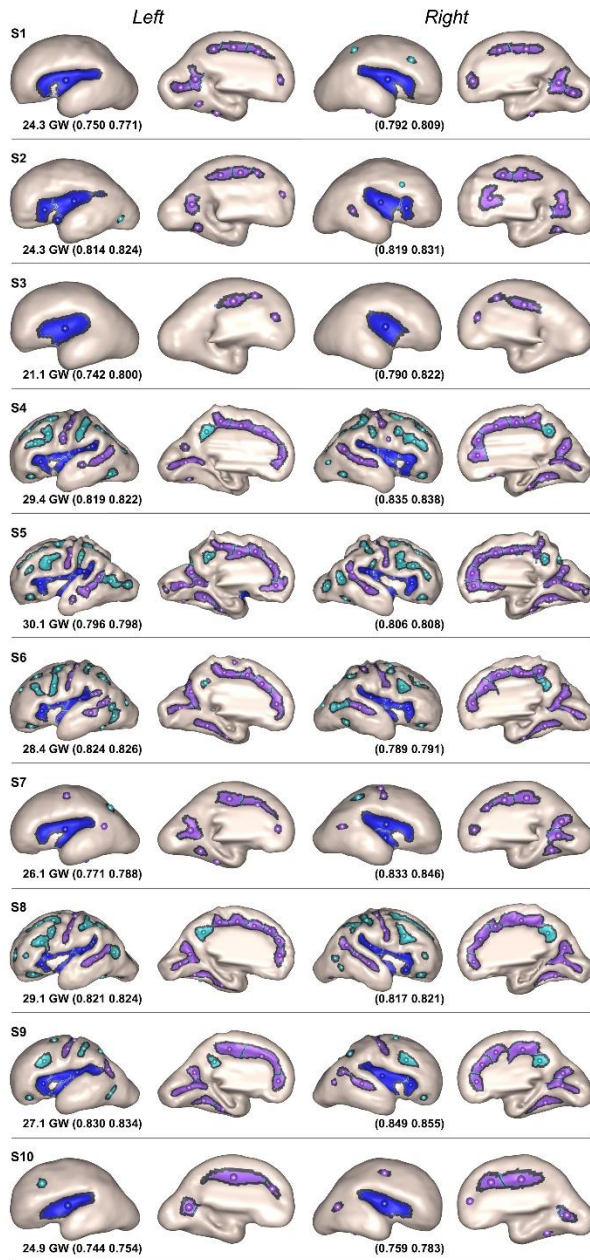 Left Right
S1
24.3 GW (0.750 0.771) (0.792 0.809)
S2
24.3 GW (0.814 0.824) (0.819 0.831)
S3
21.1 GW (0.742 0.800) (0.790 0.822)
S4
29.4 GW (0.819 0.822) (0.835 0.838)
S5
30.1 GW (0.796 0.798) (0.806 0.808)
S6
28.4 GW (0.824 0.826) (0.789 0.791)
S7
26.1 GW (0.771 0.788) (0.833 0.846)
S8
29.1 GW (0.821 0.824) (0.817 0.821)
S9
27.1 GW (0.830 0.834) (0.849 0.855)
S10
24.9 GW (0.744 0.754) (0.759 0.783)